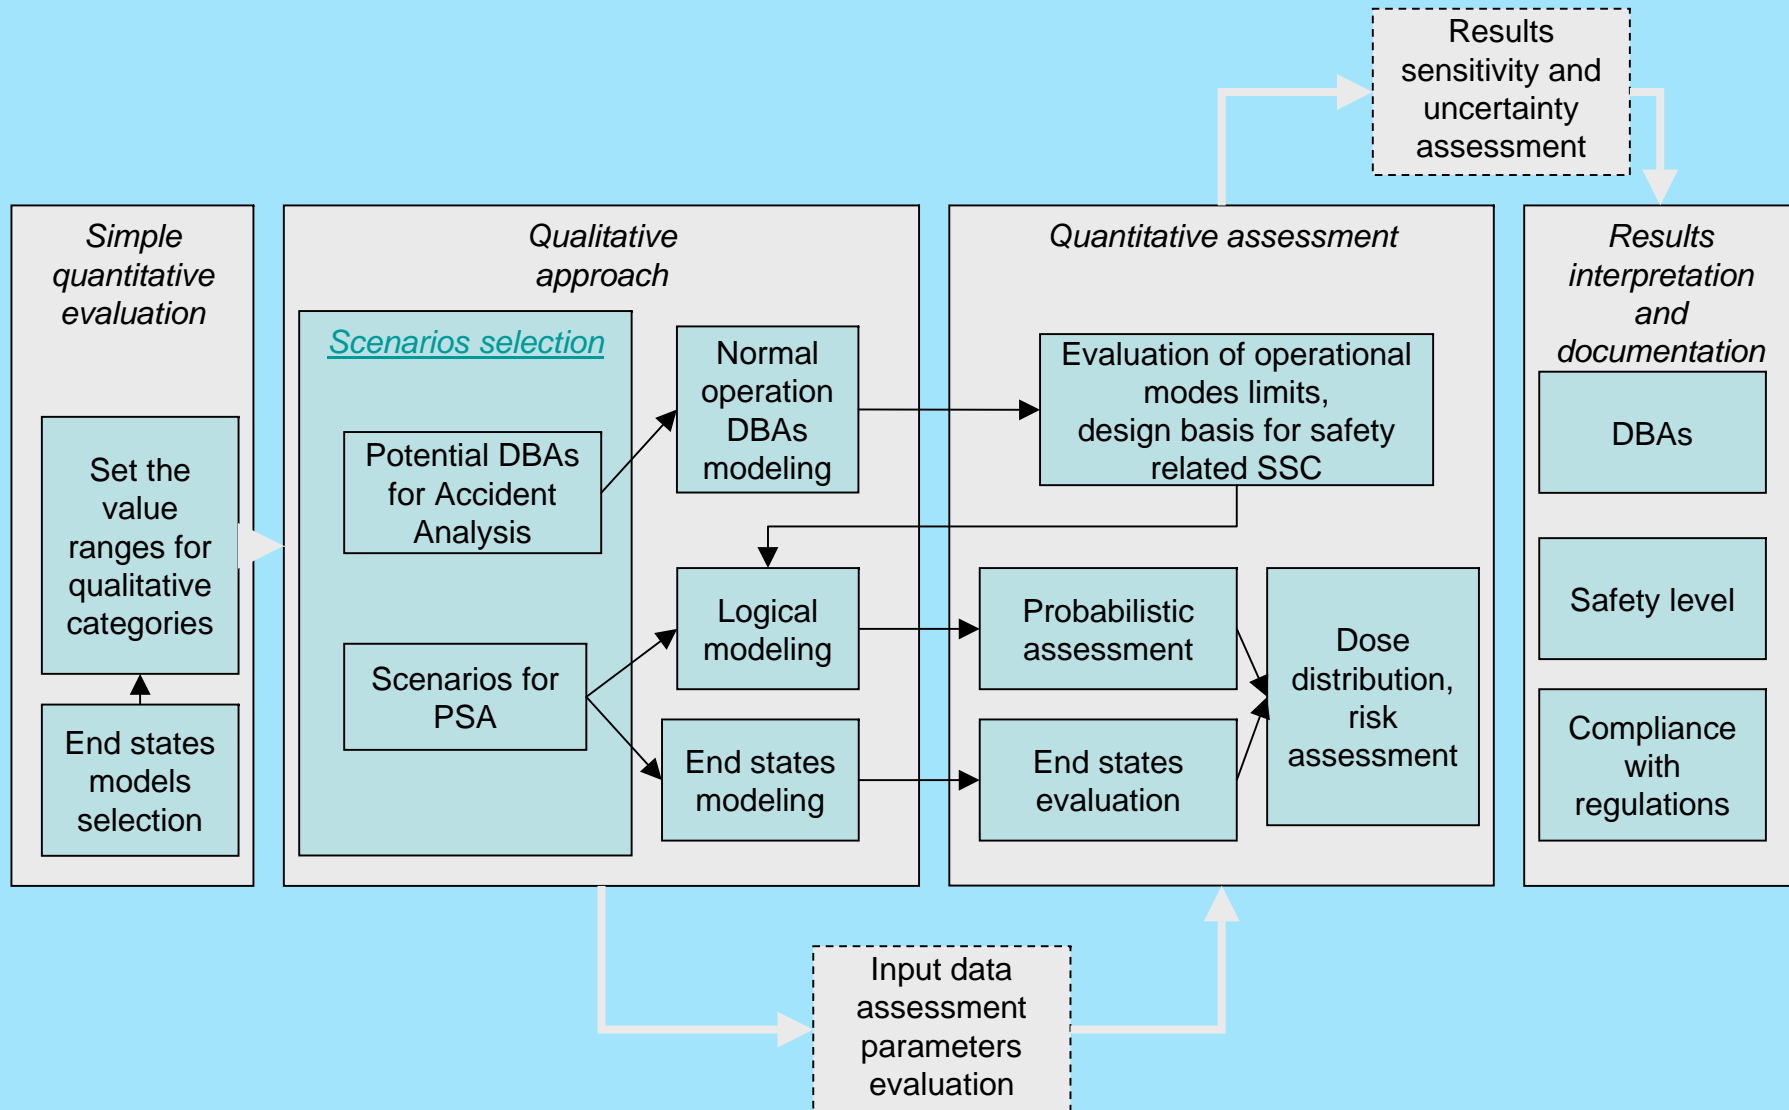 Results
sensitivity and
uncertainty
assessment
Simple
quantitative
evaluation
Set the
value
ranges for
qualitative
categories
End states
models
selection
Qualitative
approach
Scenarios selection
Potential DBAs
for Accident
Analysis
Scenarios for
PSA
Normal
operation
DBAs
modeling
Logical
modeling
End states
modeling
Quantitative assessment
Evaluation of operational
modes limits,
design basis for safety
related SSC
Probabilistic
assessment
End states
evaluation
Dose
distribution,
risk
assessment
Results
interpretation
and
documentation
DBAs
Safety level
Compliance
with
regulations
Input data
assessment
parameters
evaluation